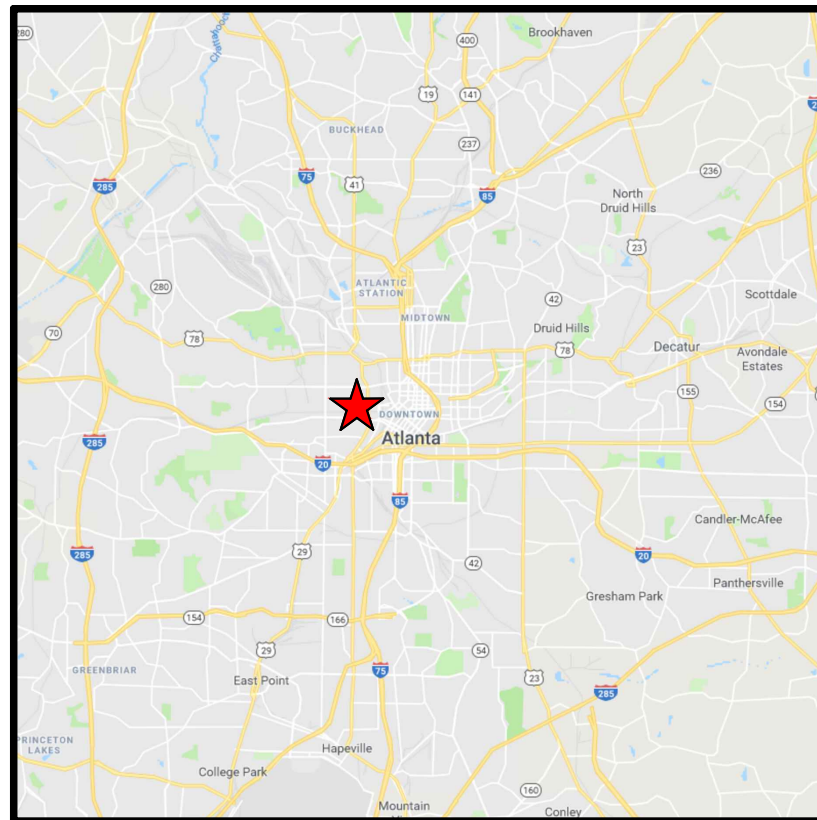 280
Brookhaven
400
19
141
BUCKHEAD
237
75
41
85
285
236
North
Druid Hills
23
ATLANTIC
STATION
280
MIDTOWN
42
Scottdale
70
78
Druid Hills
78
Decatur
Avondale
Estates
155
154
DOWNTOWN
Atlanta
285
20
85
Candler-McAfee
285
29
42
20
Panthersville
Gresham Park
154
166
29
54
GREENBRIAR
75
East Point
23
285
PRINCETON
LAKES
Hapeville
College Park
160
Mountain
Conley